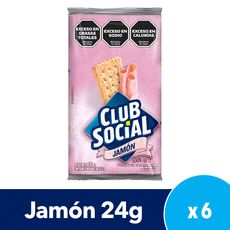 EXCESO EN
GRASAS
TOTALES
EXCESO EN
SODIO
EXCESO EN
CALORÍAS
CLUB
SOCIAL
JAMÓN
Jamón 24g
x 6